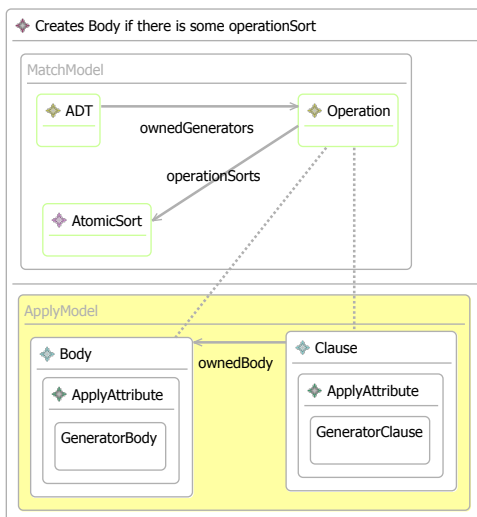 Creates Body if there is some operationSort
MatchModel
ADT
Operation
ownedGenerators
operationSorts
AtomicSort
ApplyModel
Body
Clause
ownedBody
ApplyAttribute
ApplyAttribute
GeneratorBody
GeneratorClause